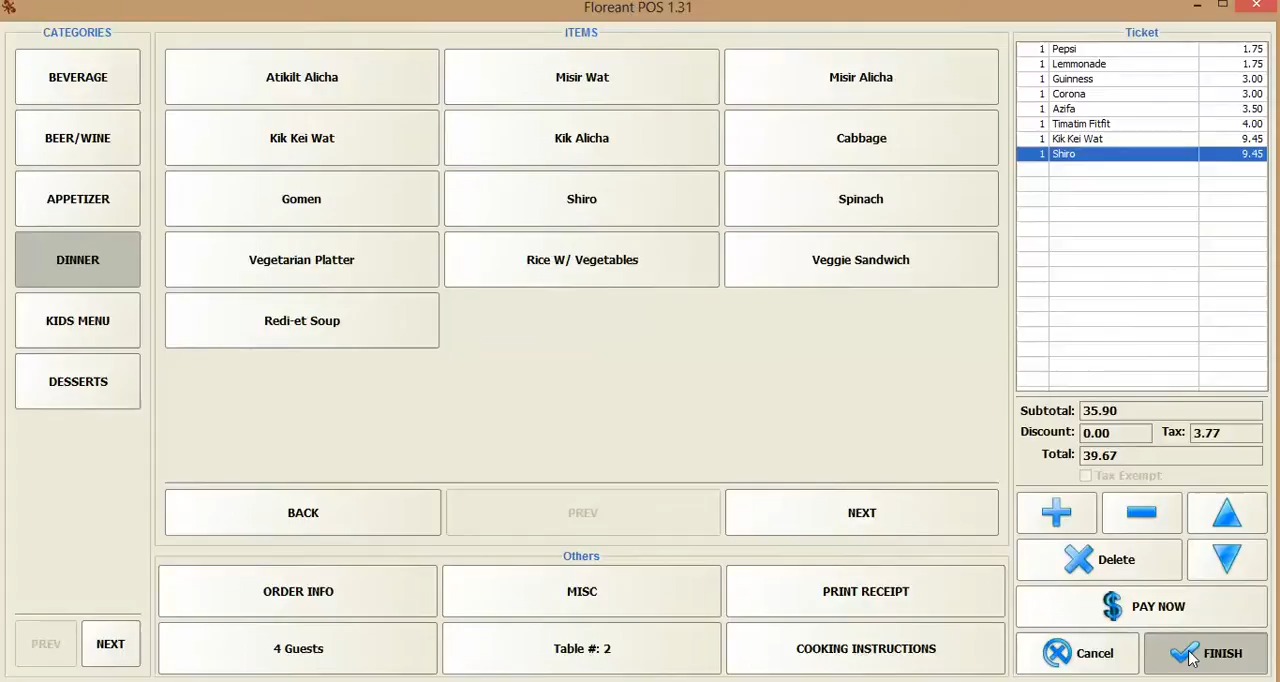 Floreant POS 1.31
CATEGORIES
BEVERAGE
BEER/WINE
APPETIZER
DINNER
KIDS MENU
DESSERTS
PREV
NEXT
ITEMS
Atikilt Alicha
Misir Wat
Misir Alicha
Kik Kei Wat
Kik Alicha
Cabbage
Gomen
Shiro
Spinach
Vegetarian Platter
Rice W/ Vegetables
Veggie Sandwich
Redi-et Soup
BACK
PREV
NEXT
Others
ORDER INFO
MISC
PRINT RECEIPT
4 Guests
Table #: 2
COOKING INSTRUCTIONS
Ticket
1 Pepsi 1.75
1 Lemmonade 1.75
1 Guinness 3.00
1 Corona 3.00
1 Azifa 3.50
1 Timatim Fitfit 4.00
1 Kik Kei Wat 9.45
1 Shiro 9.45
Subtotal: 35.90
Discount: 0.00 Tax: 3.77
Total: 39.67
Tax Exempt
Delete
PAY NOW
Cancel
FINISH